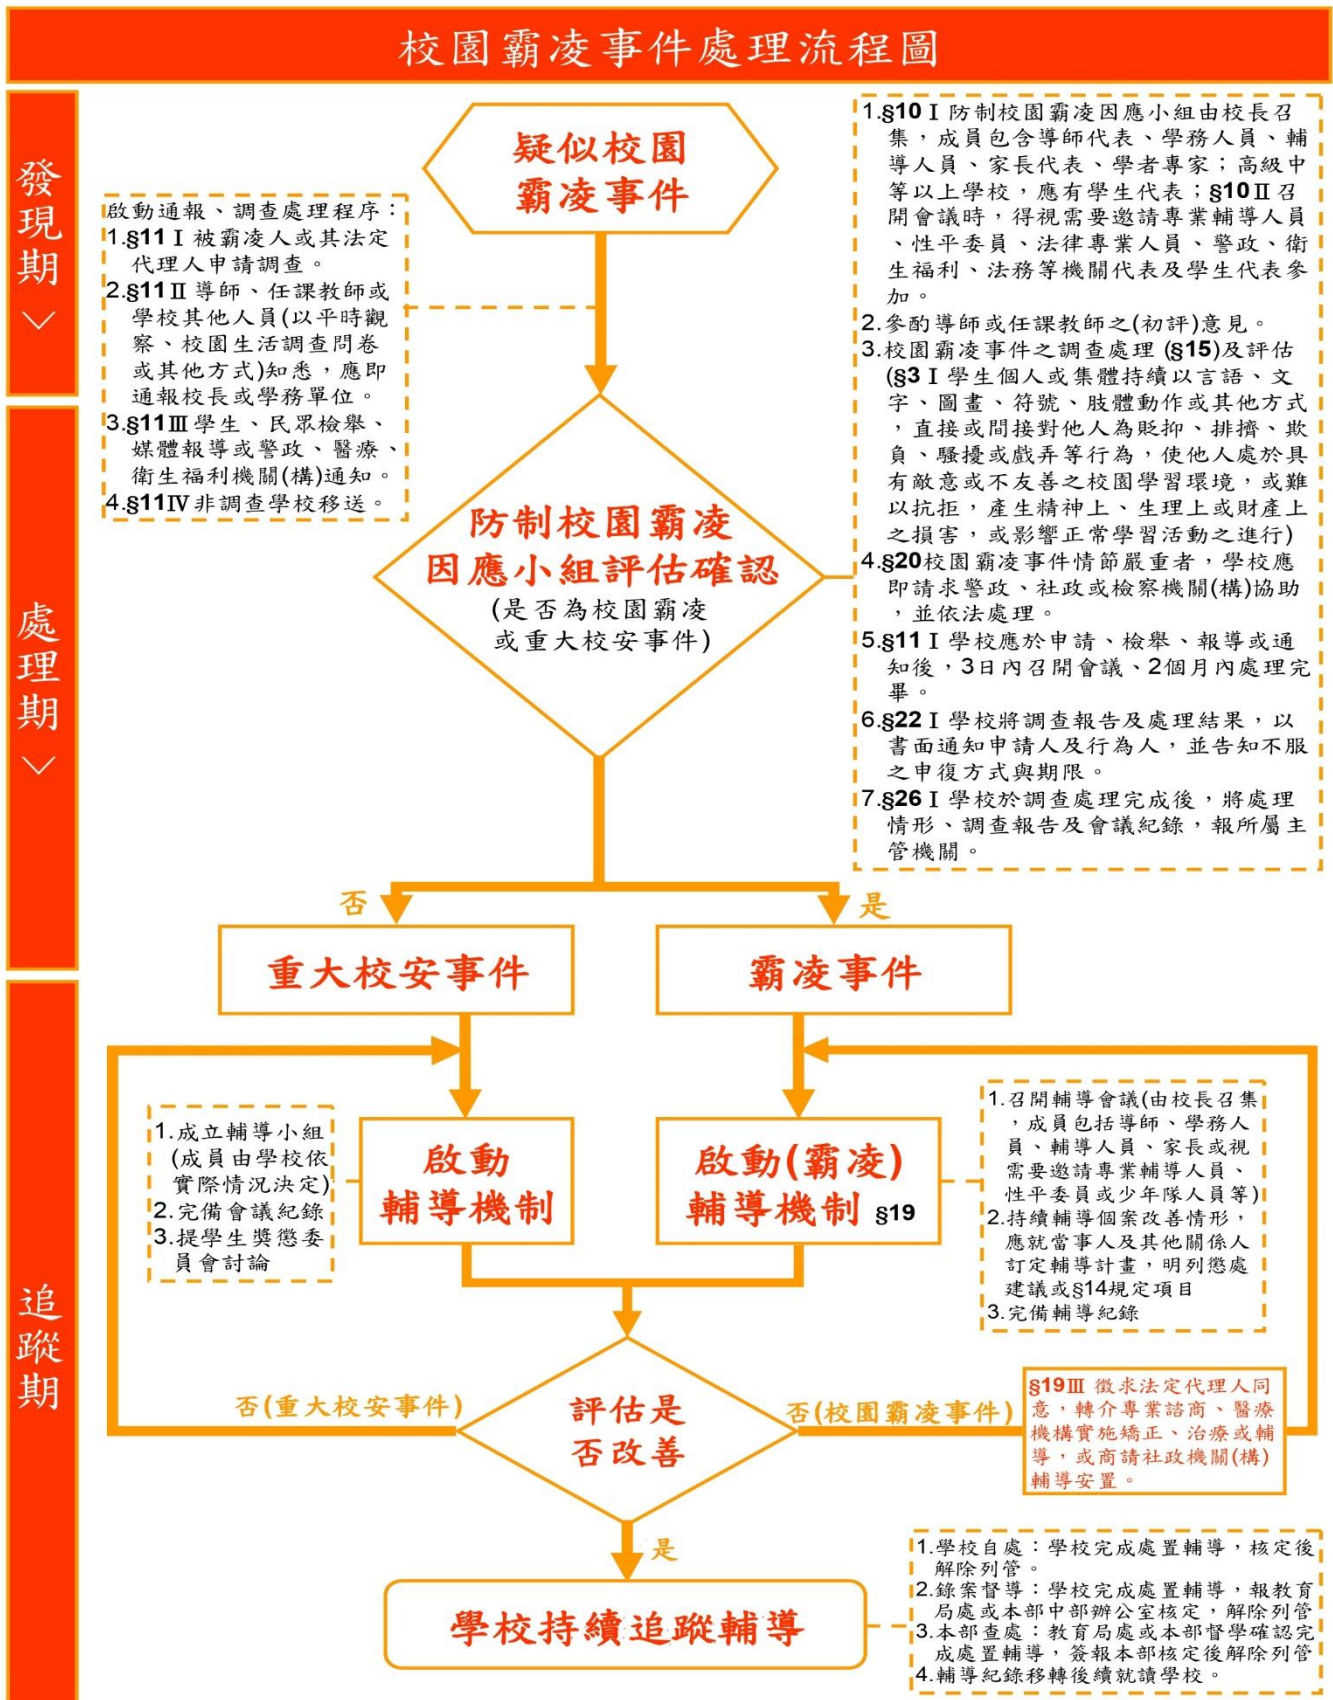 校園霸凌事件處理流程圖
發現期
疑似校園
霸凌事件
啟動通報、調查處理程序：
1.§11Ⅰ被霸凌人或其法定
代理人申請調查。
2.§11Ⅱ導師、任課教師或
學校其他人員(以平時觀
察、校園生活調查問卷
或其他方式)知悉，應即
通報校長或學務單位。
3.§11Ⅲ學生、民眾檢舉、
媒體報導或警政、醫療、
衛生福利機關(構)通知。
4.§11Ⅳ非調查學校移送。
1.§10Ⅰ防制校園霸凌因應小組由校長召
集，成員包含導師代表、學務人員、輔
導人員、家長代表、學者專家；高級中
等以上學校，應有學生代表；§10Ⅱ召
開會議時，得視需要邀請專業輔導人員
、性平委員、法律專業人員、警政、衛
生福利、法務等機關代表及學生代表參
加。
2.參酌導師或任課教師之(初評)意見。
3.校園霸凌事件之調查處理(§15)及評估
(§3Ⅰ學生個人或集體持續以言語、文
字、圖畫、符號、肢體動作或其他方式
，直接或間接對他人為貶抑、排擠、欺
負、騷擾或戲弄等行為，使他人處於具
有敵意或不友善之校園學習環境，或難
以抗拒，產生精神上、生理上或財產上
之損害，或影響正常學習活動之進行)
4.§20校園霸凌事件情節嚴重者，學校應
即請求警政、社政或檢察機關(構)協助
，並依法處理。
5.§11Ⅰ學校應於申請、檢舉、報導或通
知後，3日內召開會議、2個月內處理完
畢。
6.§22Ⅰ學校將調查報告及處理結果，以
書面通知申請人及行為人，並告知不服
之申復方式與期限。
7.§26Ⅰ學校於調查處理完成後，將處理
情形、調查報告及會議紀錄，報所屬主
管機關。
處理期
防制校園霸凌
因應小組評估確認
(是否為校園霸凌
或重大校安事件)
否
是
重大校安事件
霸凌事件
追蹤期
1.成立輔導小組
(成員由學校依
實際情況決定)
2.完備會議紀錄
3.提學生獎懲委
員會討論
啟動
輔導機制
啟動(霸凌)
輔導機制 §19
1.召開輔導會議(由校長召集
，成員包括導師、學務人
員、輔導人員、家長或視
需要邀請專業輔導人員、
性平委員或少年隊人員等)
2.持續輔導個案改善情形，
應就當事人及其他關係人
訂定輔導計畫，明列懲處
建議或§14規定項目
3.完備輔導紀錄
否(重大校安事件)
評估是
否改善
否(校園霸凌事件)
§19Ⅲ 徵求法定代理人同
意，轉介專業諮商、醫療
機構實施矯正、治療或輔
導，或商請社政機關(構)
輔導安置。
是
學校持續追蹤輔導
1.學校自處：學校完成處置輔導，核定後
解除列管。
2.錄案督導：學校完成處置輔導，報教育
局處或本部中部辦公室核定，解除列管
3.本部查處：教育局處或本部督學確認完
成處置輔導，簽報本部核定後解除列管
4.輔導紀錄移轉後續就讀學校。